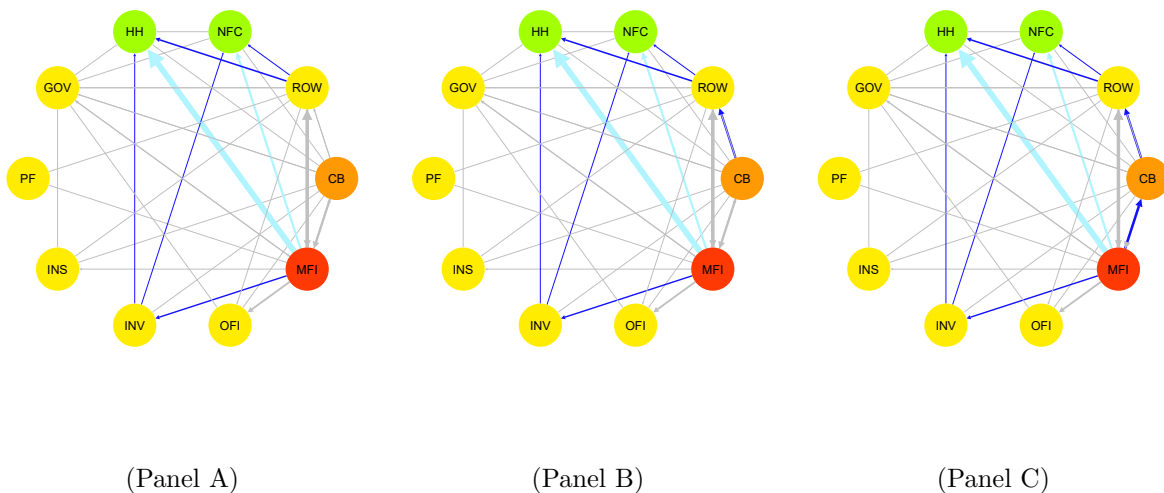 HH NFC HH NFC HH NFC
GOV ROW GOV ROW GOV ROW
PF CB PF CB PF CB
INS MFI INS MFI INS MFI
INV OFI INV OFI INV OFI
(Panel A) (Panel B) (Panel C)